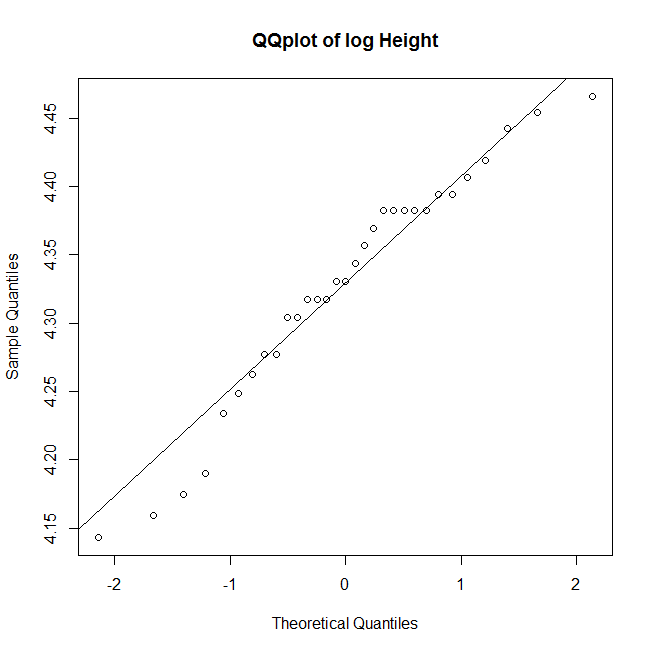 QQplot of log Height
4.45
4.40
4.35
4.30
4.25
4.20
4.15
Sample Quantiles
-2 -1 0 1 2
Theoretical Quantiles